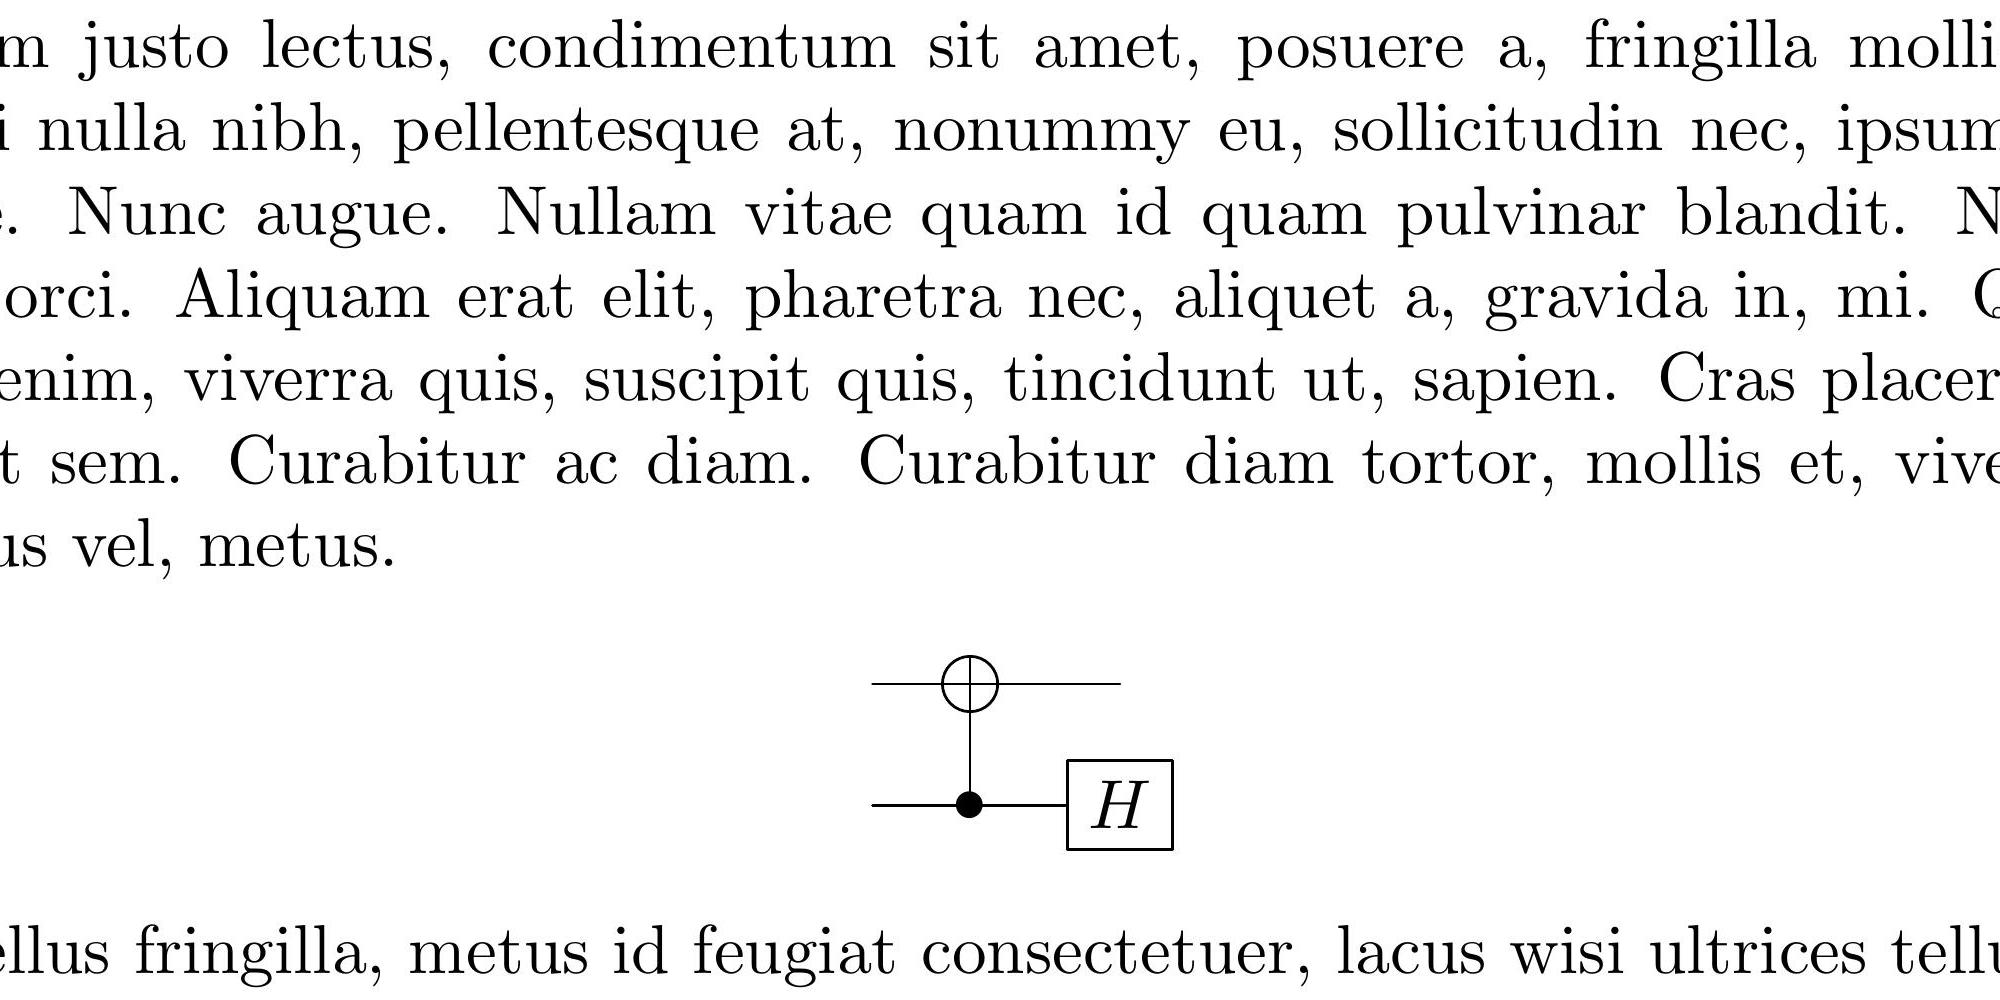 m justo lectus, condimentum sit amet, posuere a, fringilla molli
i nulla nibh, pellentesque at, nonummy eu, sollicitudin nec, ipsum
e. Nunc augue. Nullam vitae quam id quam pulvinar blandit. N
orci. Aliquam erat elit, pharetra nec, aliquet a, gravida in, mi. Q
enim, viverra quis, suscipit quis, tincidunt ut, sapien. Cras placer
t sem. Curabitur ac diam. Curabitur diam tortor, mollis et, vive
us vel, metus.
H
ellus fringilla, metus id feugiat consectetuer, lacus wisi ultrices tellu